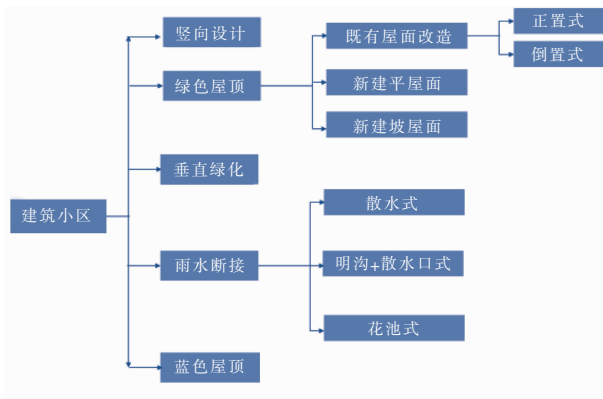 建筑小区
竖向设计
绿色屋顶
垂直绿化
雨水断接
蓝色屋顶
既有屋面改造
新建平屋面
新建坡屋面
散水式
明沟+散水口式
花池式
正置式
倒置式